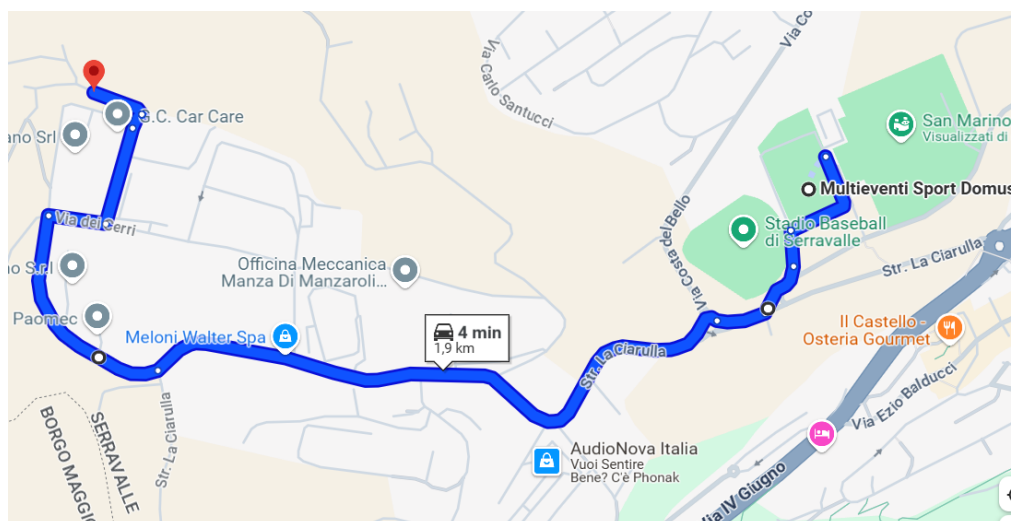 Via Carlo Santucci
Via Co
G.C. Car Care
ano Srl
San Marino
Visualizzati di
Multieventi Sport Domus
Via dei Cerri
Via Costa del Bello
Stadio Baseball
di Serravalle
Officina Meccanica
Manza Di Manzaroli...
Str. La Ciarulla
no S.r.l
Paomec
Meloni Walter Spa
4 min
1,9 km
Il Castello -
Osteria Gourmet
Str. La Ciarulla
Via Ezio Balducci
BORGO MAGGIO
SERRAVALLE
Str. La Ciarulla
AudioNova Italia
Vuoi Sentire
Bene? C'è Phonak
Via IV Giugno